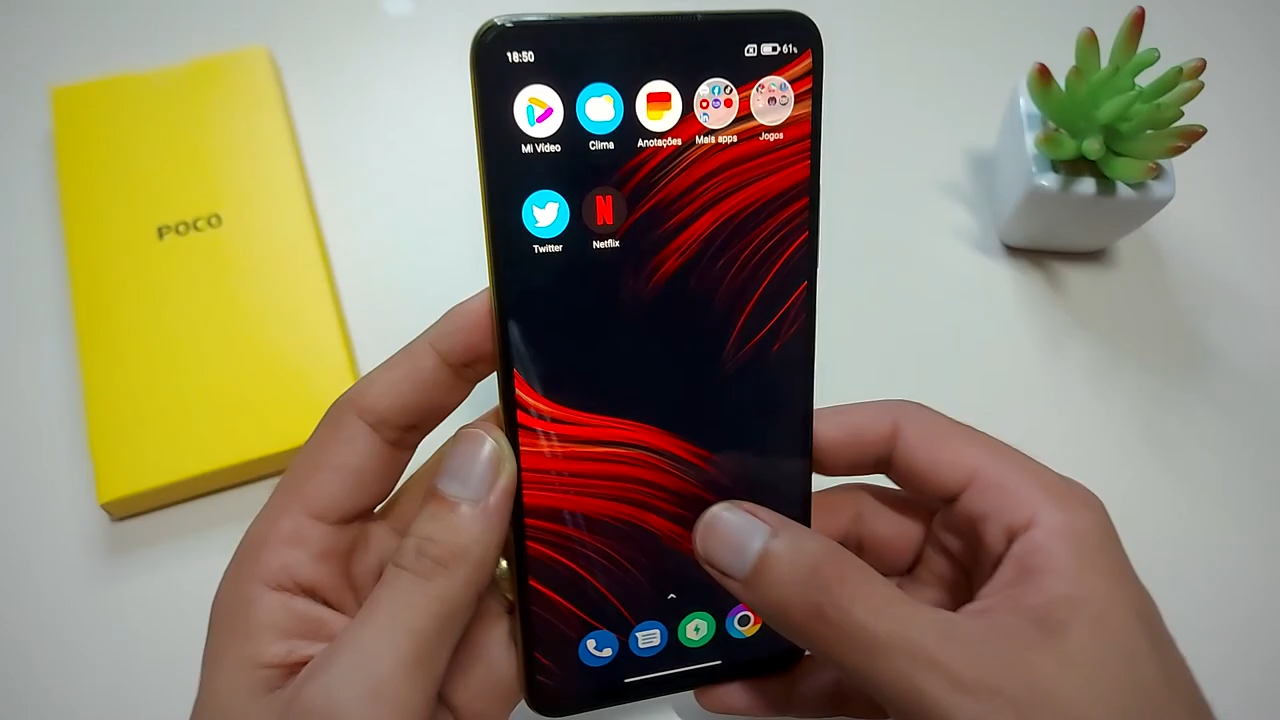 POCO
18:50
61%
Mi Vídeo
Clima
Anotações
Mais apps
Jogos
Twitter
N
Netflix